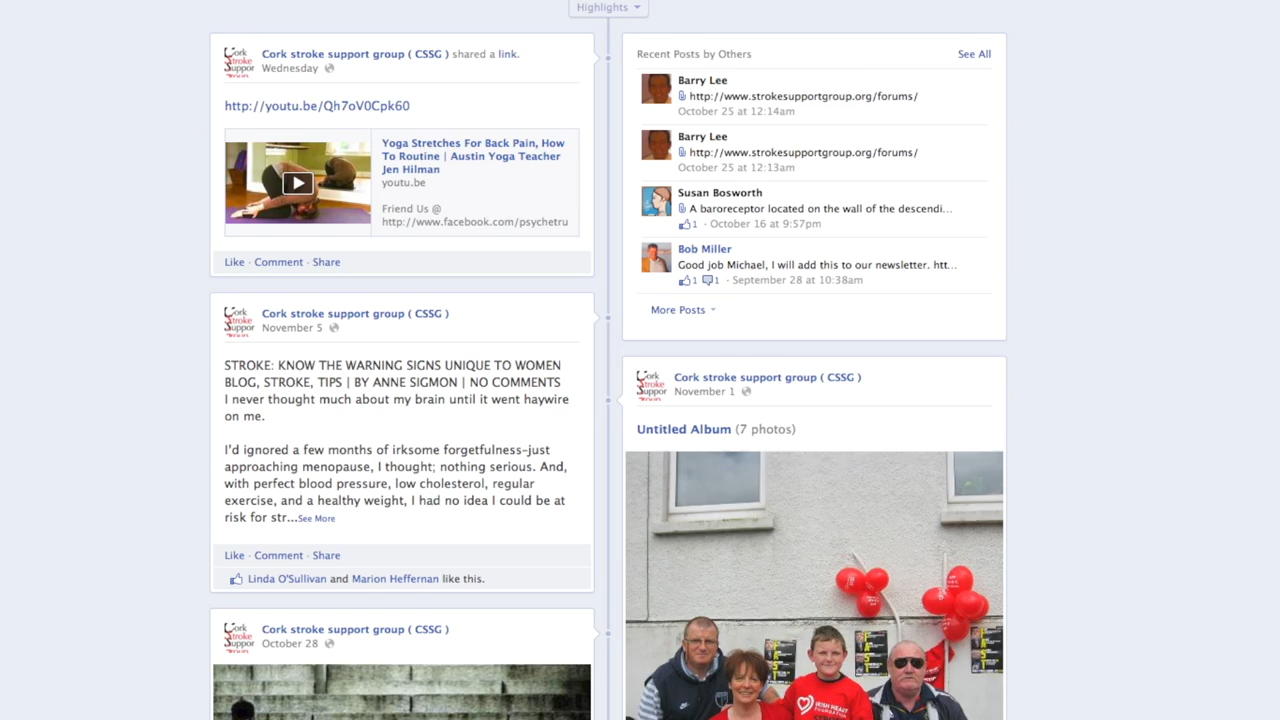 Highlights
Cork stroke support group ( CSSG ) shared a link.
Wednesday
http://youtu.be/Qh7oV0Cpk60
Yoga Stretches For Back Pain, How
To Routine | Austin Yoga Teacher
Jen Hilman
youtu.be
Friend Us @
http://www.facebook.com/psychetru
Like · Comment · Share
Cork stroke support group ( CSSG )
November 5
STROKE: KNOW THE WARNING SIGNS UNIQUE TO WOMEN
BLOG, STROKE, TIPS | BY ANNE SIGMON | NO COMMENTS
I never thought much about my brain until it went haywire
on me.
I'd ignored a few months of irksome forgetfulness–just
approaching menopause, I thought; nothing serious. And,
with perfect blood pressure, low cholesterol, regular
exercise, and a healthy weight, I had no idea I could be at
risk for str...See More
Like · Comment · Share
Linda O'Sullivan and Marion Heffernan like this.
Cork stroke support group ( CSSG )
October 28
Recent Posts by Others
See All
Barry Lee
http://www.strokesupportgroup.org/forums/
October 25 at 12:14am
Barry Lee
http://www.strokesupportgroup.org/forums/
October 25 at 12:13am
Susan Bosworth
A baroreceptor located on the wall of the descendi...
1 · October 16 at 9:57pm
Bob Miller
Good job Michael, I will add this to our newsletter. htt...
1 1 · September 28 at 10:38am
More Posts
Cork stroke support group ( CSSG )
November 1
Untitled Album (7 photos)
IRISH HEART
FOUNDATION